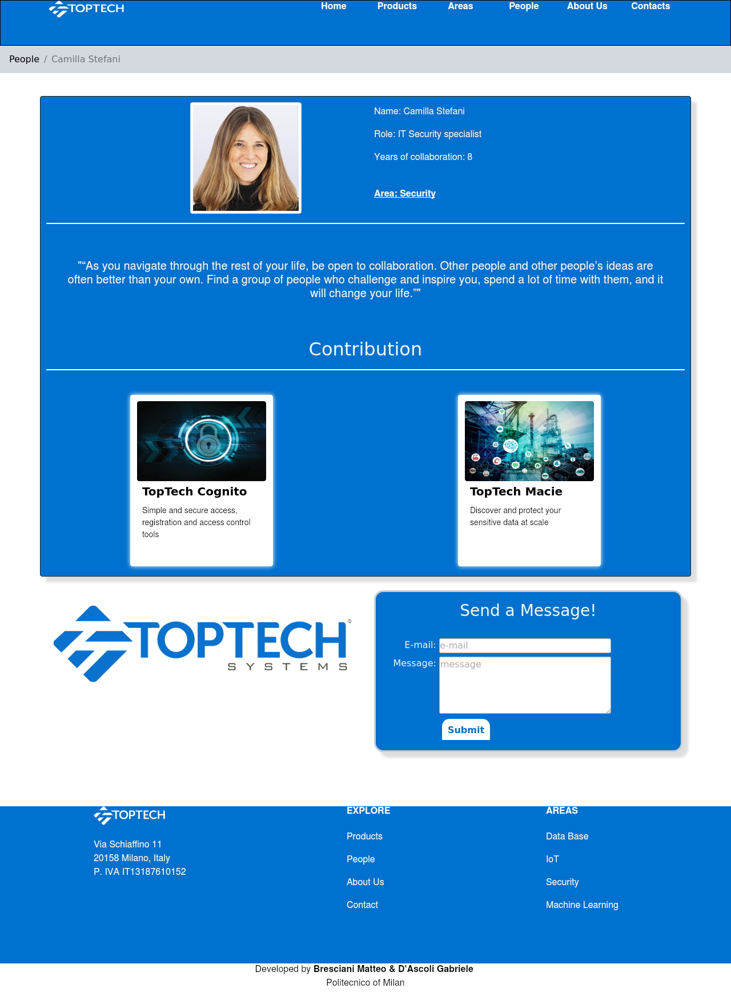 TOPTECH
Home Products Areas People About Us Contacts
People / Camilla Stefani
Name: Camilla Stefani
Role: IT Security specialist
Years of collaboration: 8
Area: Security
"“As you navigate through the rest of your life, be open to collaboration. Other people and other people’s ideas are
often better than your own. Find a group of people who challenge and inspire you, spend a lot of time with them, and it
will change your life.”"
Contribution
TopTech Cognito
Simple and secure access,
registration and access control
tools
TopTech Macie
Discover and protect your
sensitive data at scale
TOPTECH©
SYSTEMS
Send a Message!
E-mail: e-mail
Message: message
Submit
TOPTECH
Via Schiaffino 11
20158 Milano, Italy
P. IVA IT13187610152
EXPLORE
Products
People
About Us
Contact
AREAS
Data Base
IoT
Security
Machine Learning
Developed by Bresciani Matteo & D'Ascoli Gabriele
Politecnico of Milan